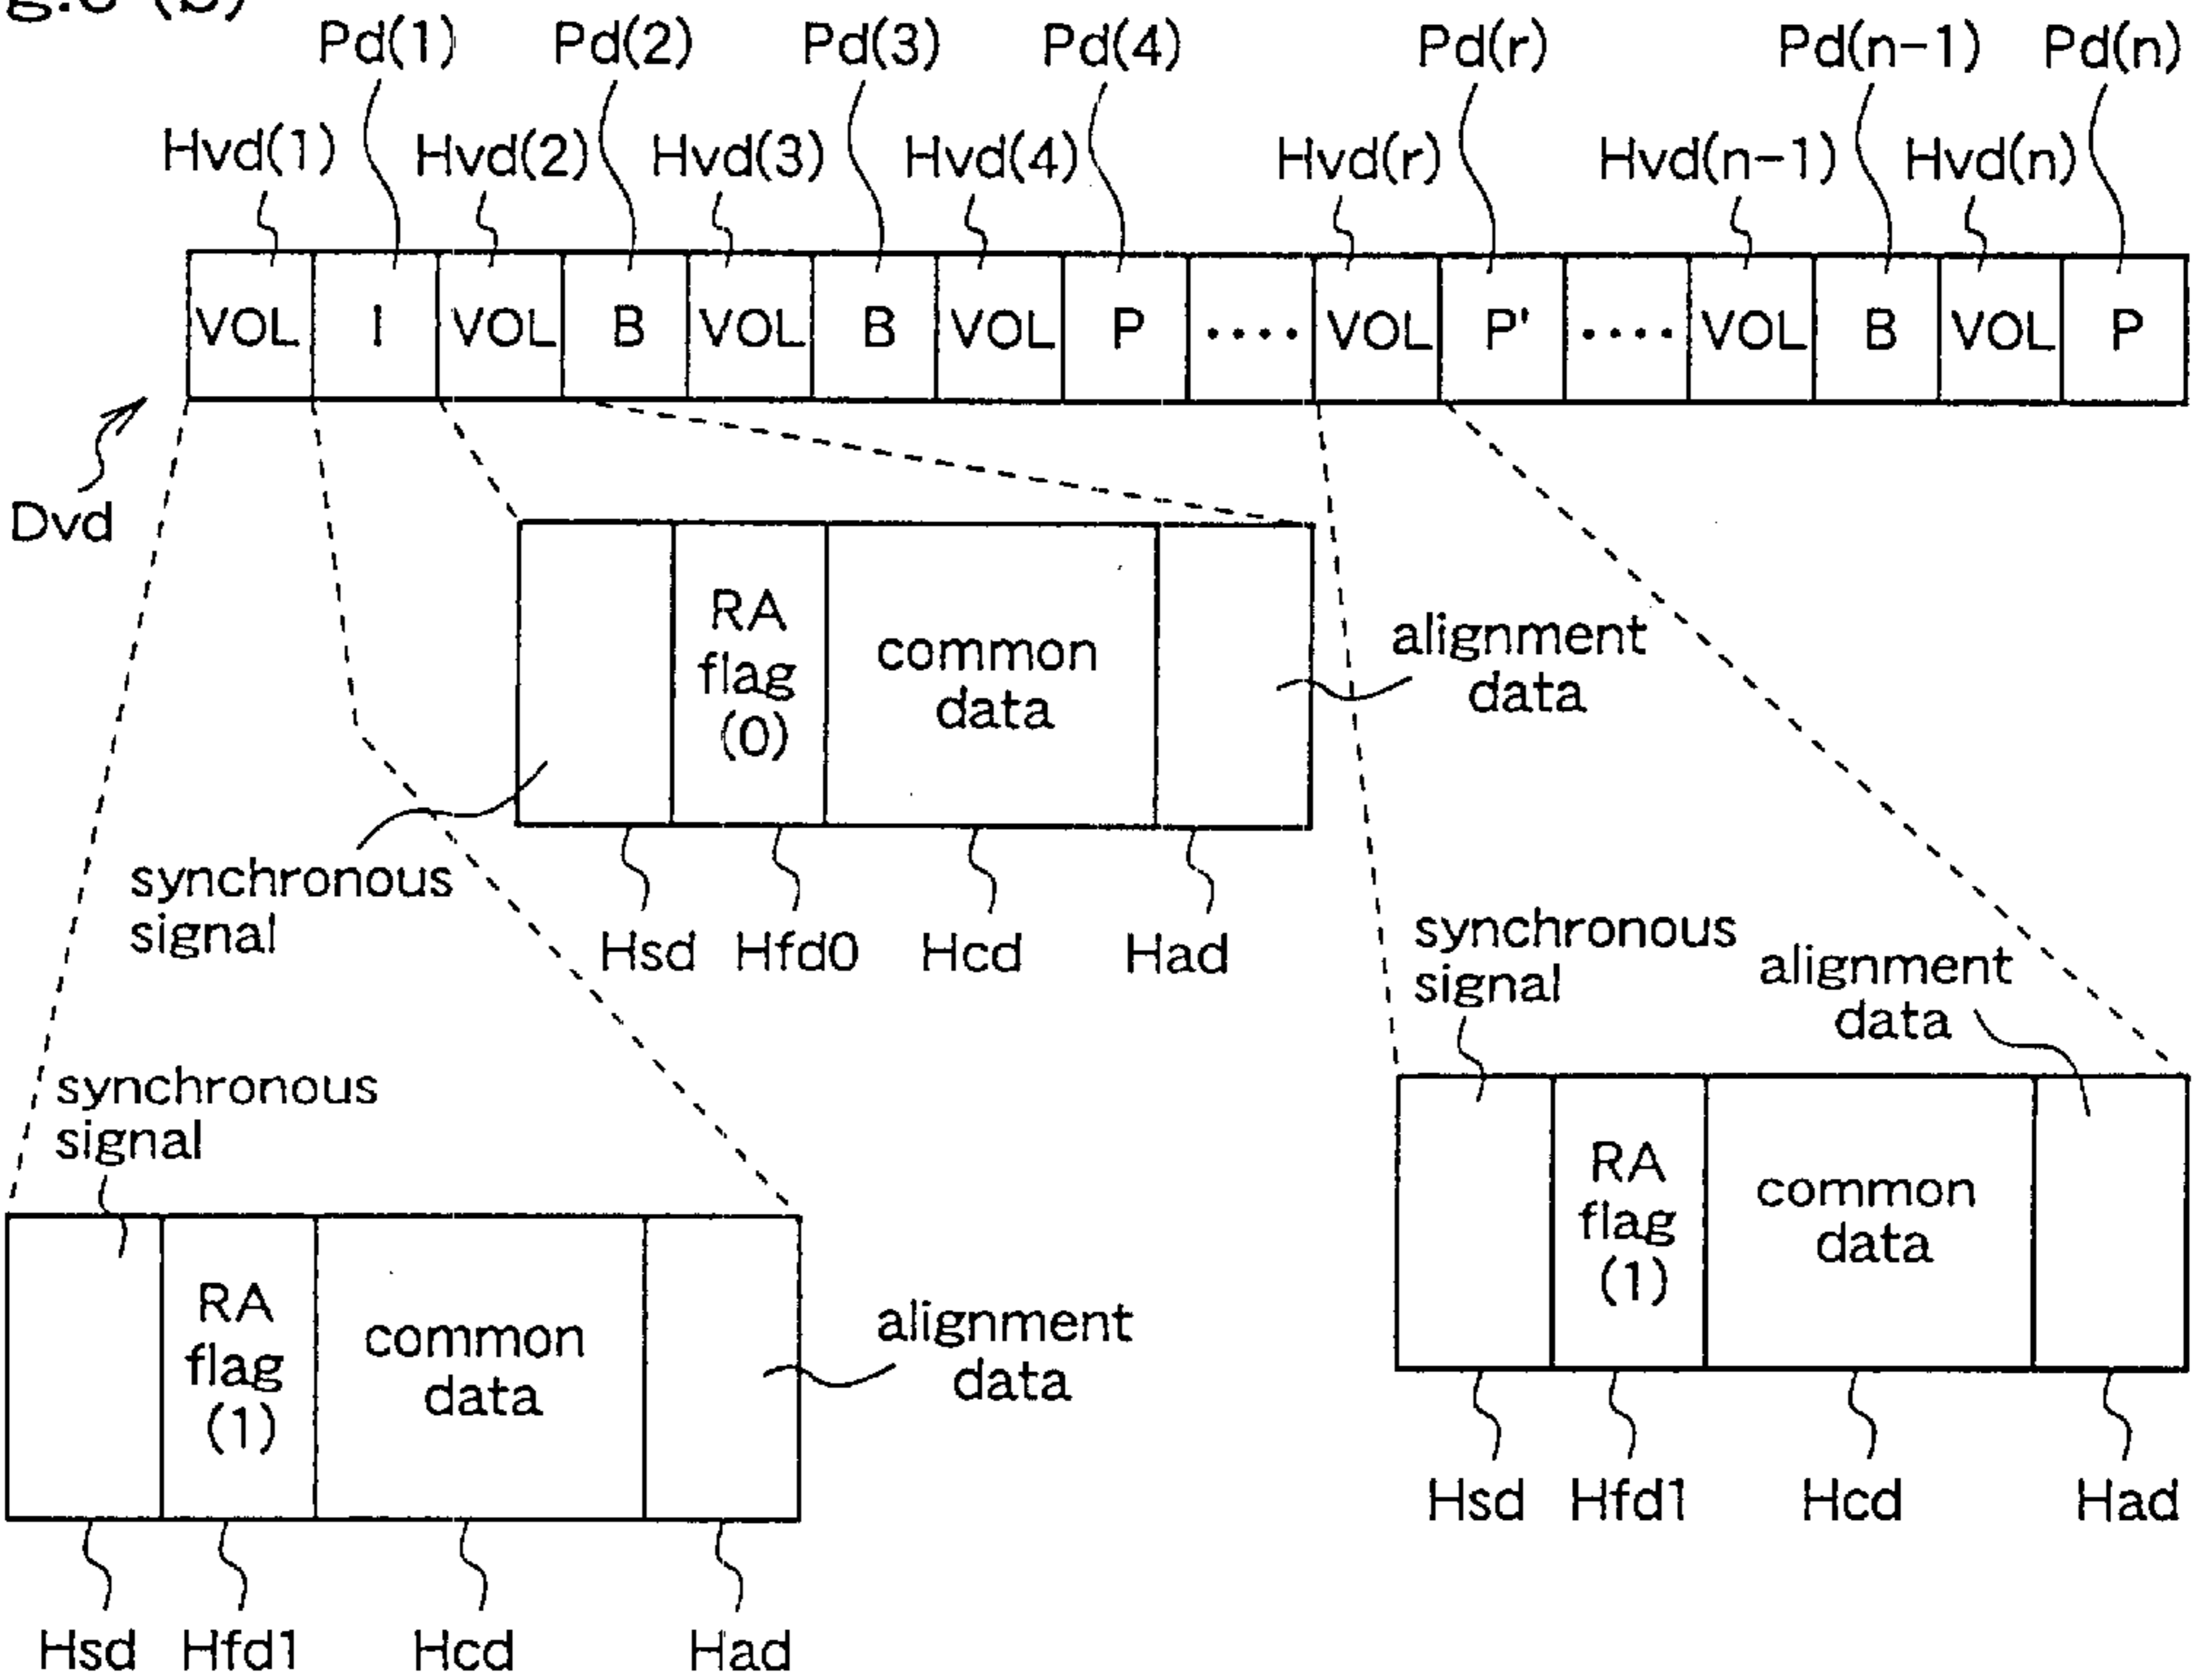 Pd(1) Pd(2) Pd(3) Pd(4) Pd(r) Pd(n-1) Pd(n)
Hvd(1) Hvd(2) Hvd(3) Hvd(4) Hvd(r) Hvd(n-1) Hvd(n)
VOL I VOL B VOL B VOL P .... VOL P' .... VOL B VOL P
Dvd
RA
flag
(0)
common
data
alignment
data
synchronous
signal
Hsd Hfd0 Hcd Had
synchronous
signal
alignment
data
RA
flag
(1)
common
data
Hsd Hfd1 Hcd Had
synchronous
signal
RA
flag
(1)
common
data
alignment
data
Hsd Hfd1 Hcd Had